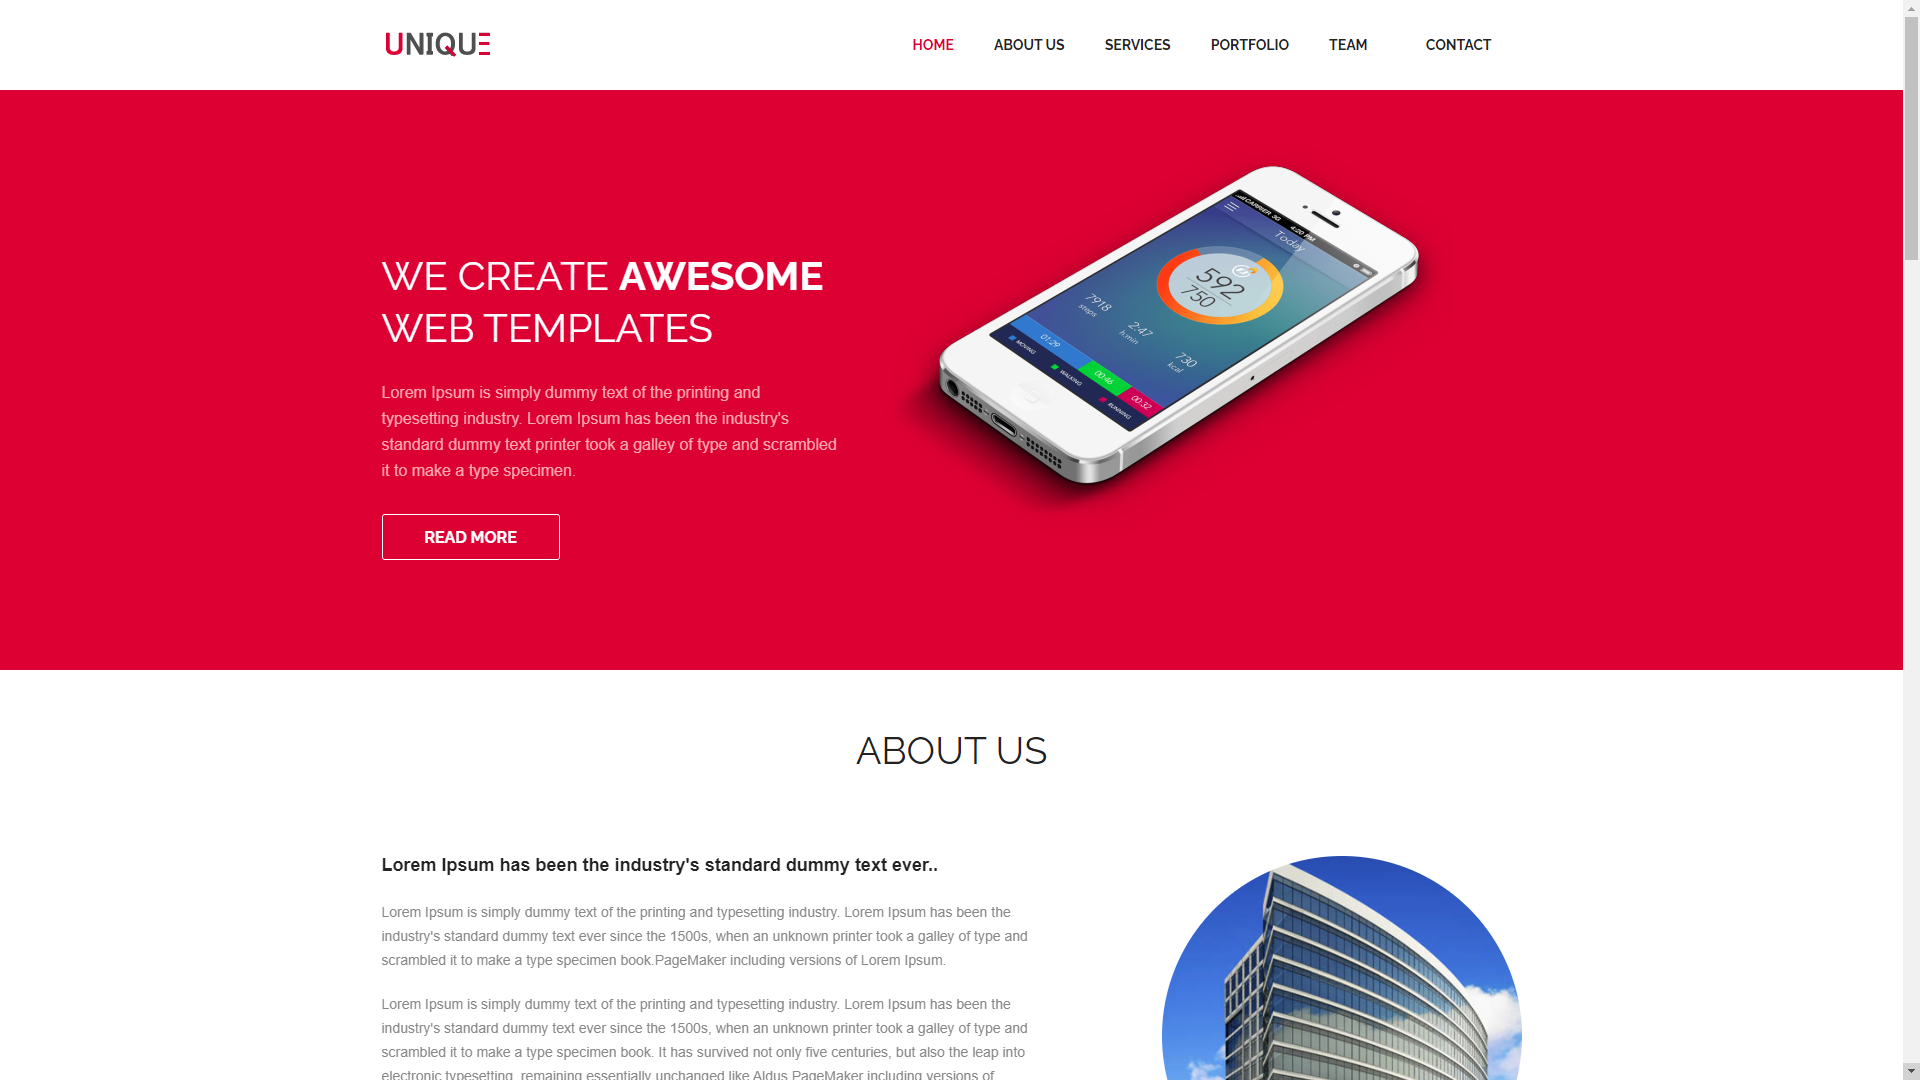 UNIQUE
HOME ABOUT US SERVICES PORTFOLIO TEAM CONTACT
WE CREATE AWESOME
WEB TEMPLATES
Lorem Ipsum is simply dummy text of the printing and
typesetting industry. Lorem Ipsum has been the industry's
standard dummy text printer took a galley of type and scrambled
it to make a type specimen.
READ MORE
CARRIER 3G
4:20 PM
Today
592
750
7918
steps
2:47
h:min
730
kcal
01:29
00:46
00:32
MOVING
WALKING
RUNNING
ABOUT US
Lorem Ipsum has been the industry's standard dummy text ever..
Lorem Ipsum is simply dummy text of the printing and typesetting industry. Lorem Ipsum has been the
industry's standard dummy text ever since the 1500s, when an unknown printer took a galley of type and
scrambled it to make a type specimen book.PageMaker including versions of Lorem Ipsum.
Lorem Ipsum is simply dummy text of the printing and typesetting industry. Lorem Ipsum has been the
industry's standard dummy text ever since the 1500s, when an unknown printer took a galley of type and
scrambled it to make a type specimen book. It has survived not only five centuries, but also the leap into
electronic typesetting, remaining essentially unchanged like Aldus PageMaker including versions of